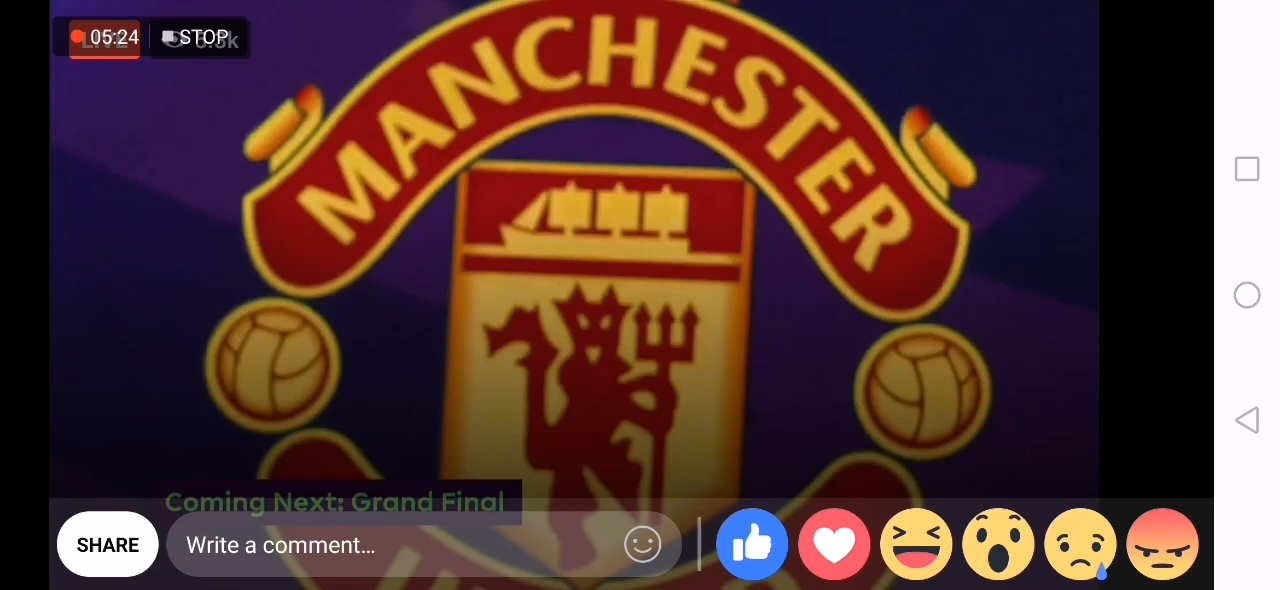 05:24 STOP
MANCHESTER
Coming Next: Grand Final
SHARE Write a comment...